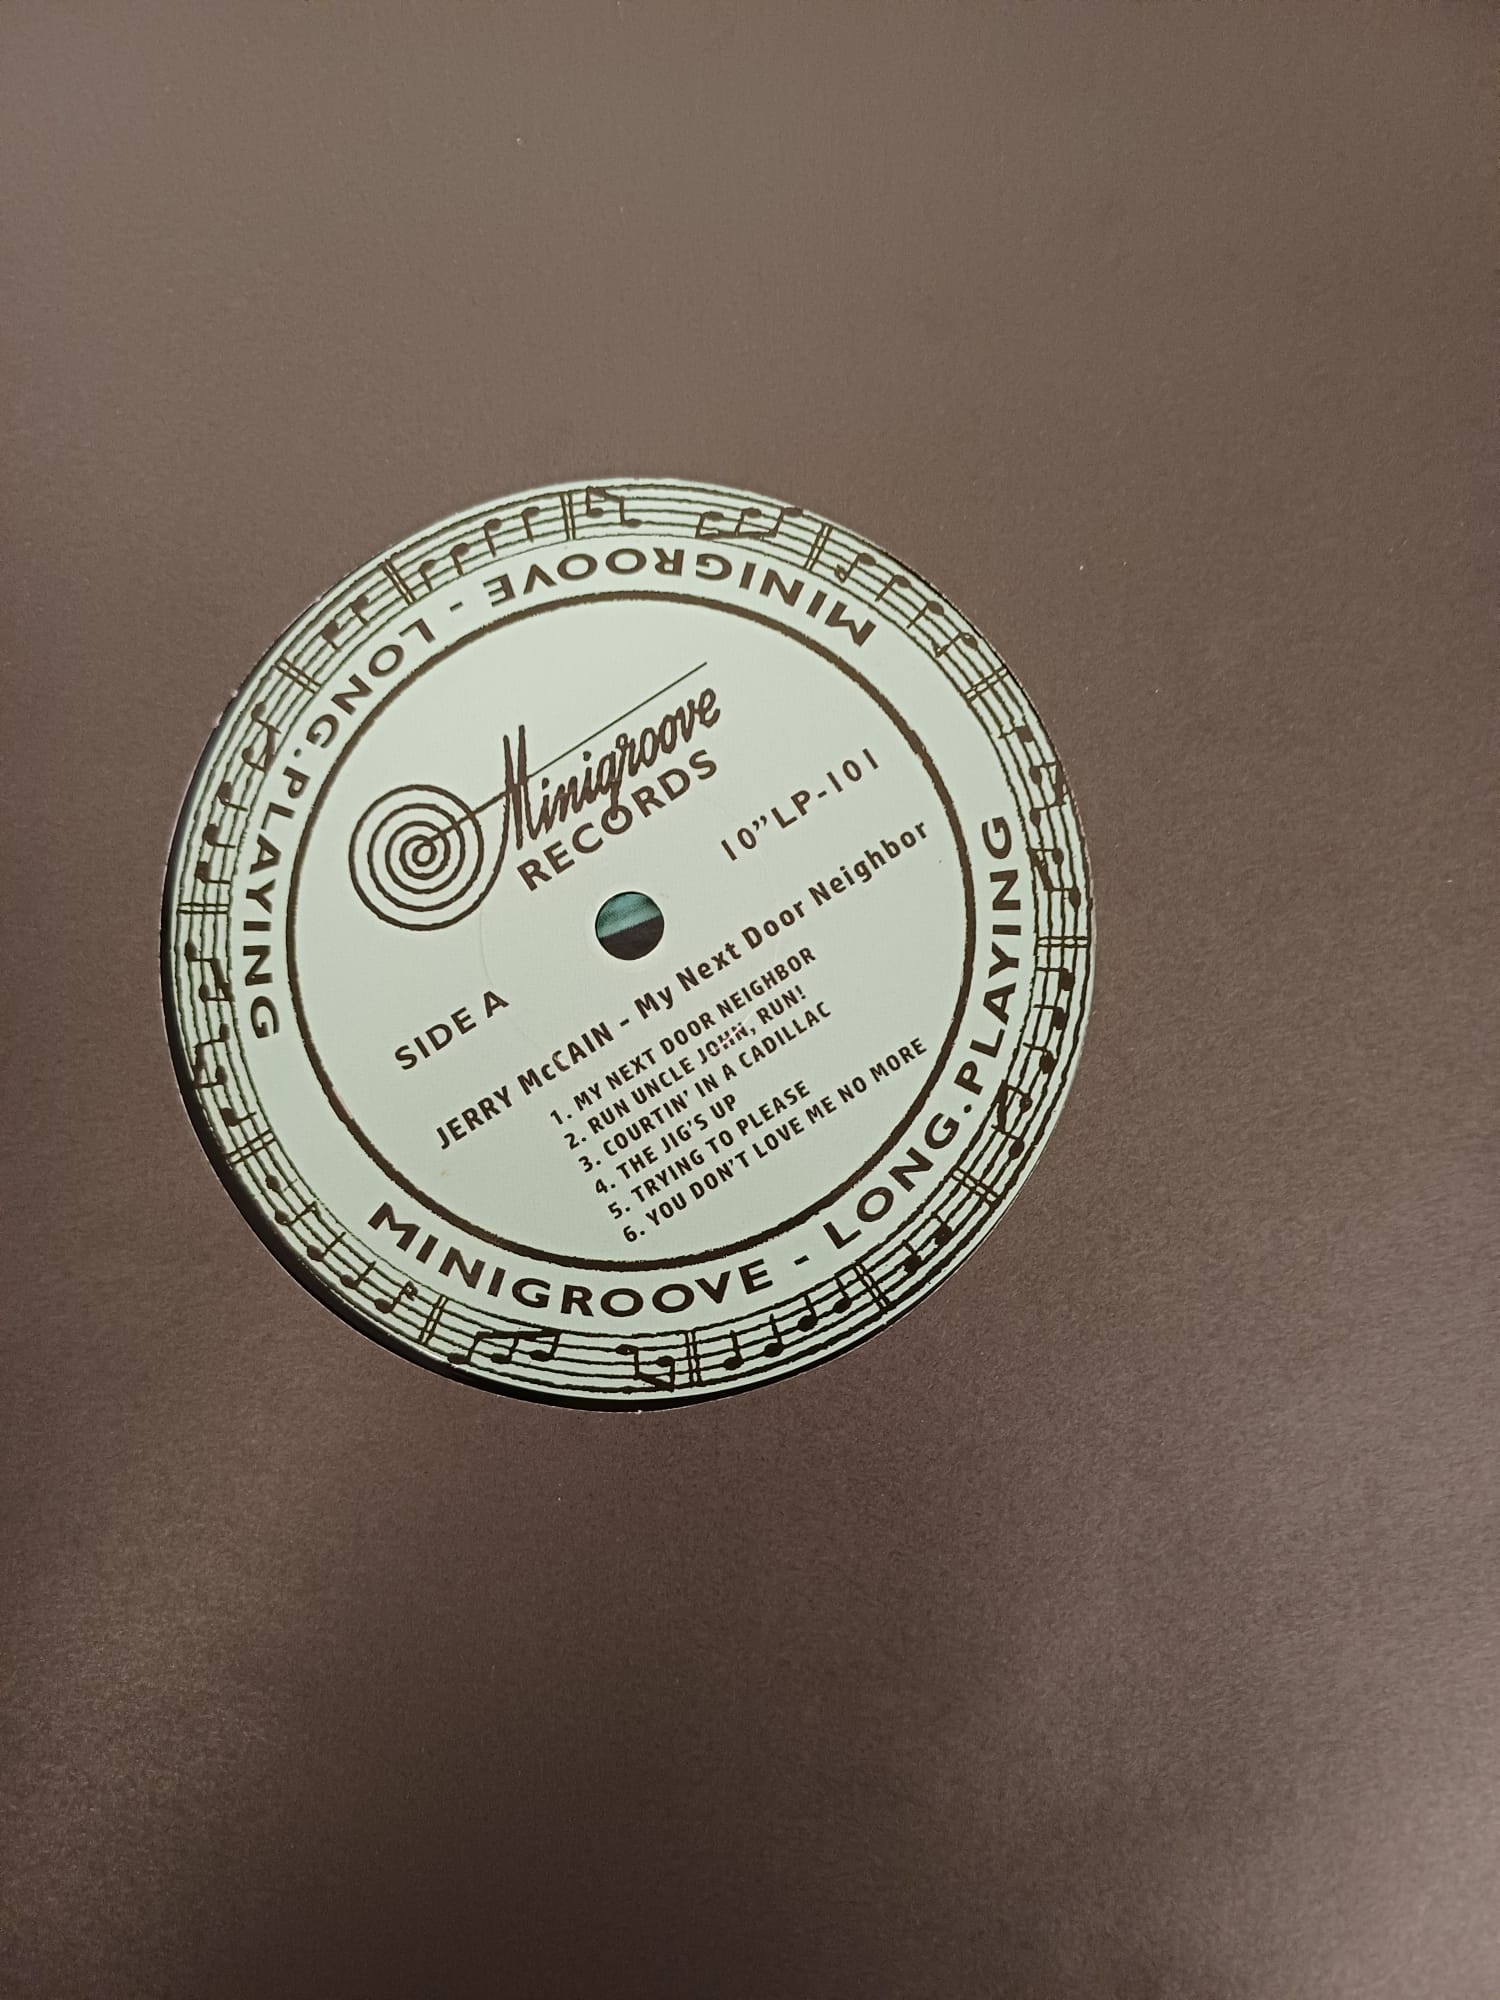 MINIGROOVE - LONG.PLAYING
MINIGROOVE - LONG.PLAYING
Minigroove
RECORDS
10”LP-101
SIDE A
JERRY McCAIN - My Next Door Neighbor
1. MY NEXT DOOR NEIGHBOR
2. RUN UNCLE JOHN, RUN!
3. COURTIN’ IN A CADILLAC
4. THE JIG’S UP
5. TRYING TO PLEASE
6. YOU DON’T LOVE ME NO MORE